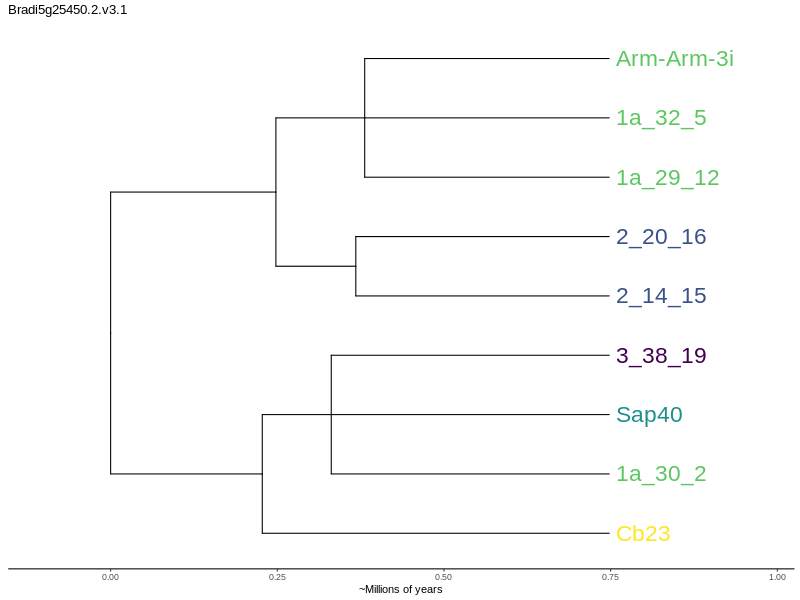 Bradi5g25450.2.v3.1
Arm-Arm-3i
1a_32_5
1a_29_12
2_20_16
2_14_15
3_38_19
Sap40
1a_30_2
Cb23
0.00 0.25 0.50 0.75 1.00
~Millions of years